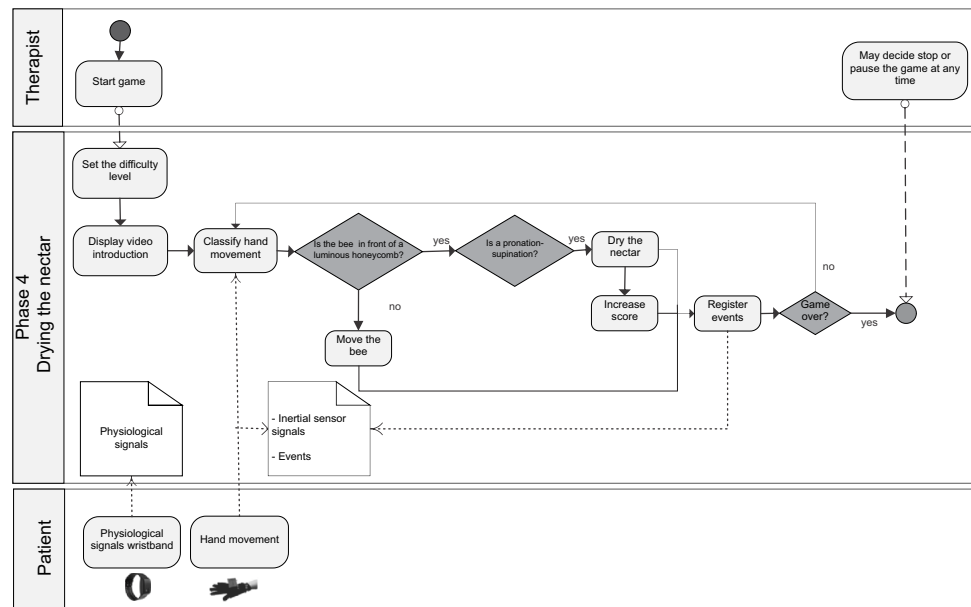 Therapist
Start game
May decide stop or
pause the game at any
time
Phase 4
Drying the nectar
Set the difficulty
level
Display video
introduction
Classify hand
movement
Is the bee in front of a
luminous honeycomb?
yes
Is a pronation-
supination?
yes
Dry the
nectar
no
Increase
score
Register
events
Game
over?
no
yes
Move the
bee
Physiological
signals
- Inertial sensor
signals
- Events
Patient
Physiological
signals wristband
Hand movement